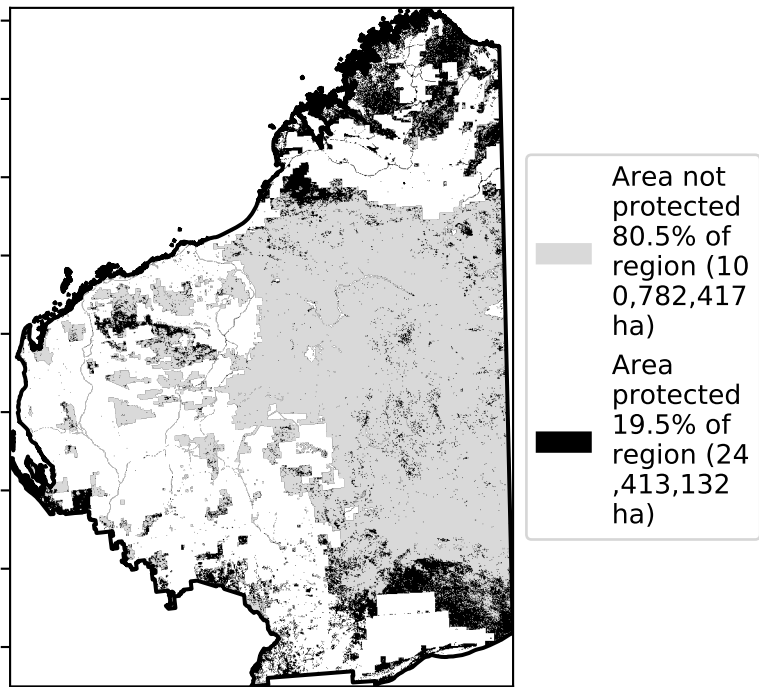 Area not
protected
80.5% of
region (10
0,782,417
ha)
Area
protected
19.5% of
region (24
,413,132
ha)